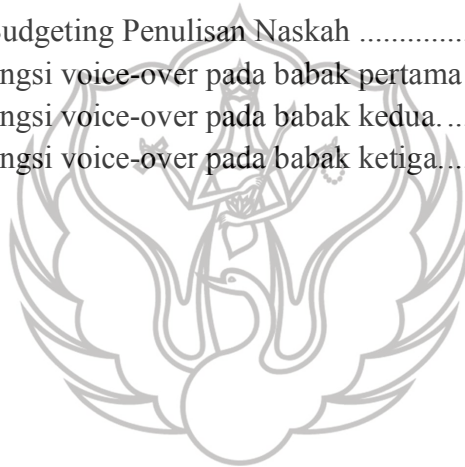 Budgeting Penulisan Naskah ..............
ngsi voice-over pada babak pertama
ngsi voice-over pada babak kedua. ...
ngsi voice-over pada babak ketiga....